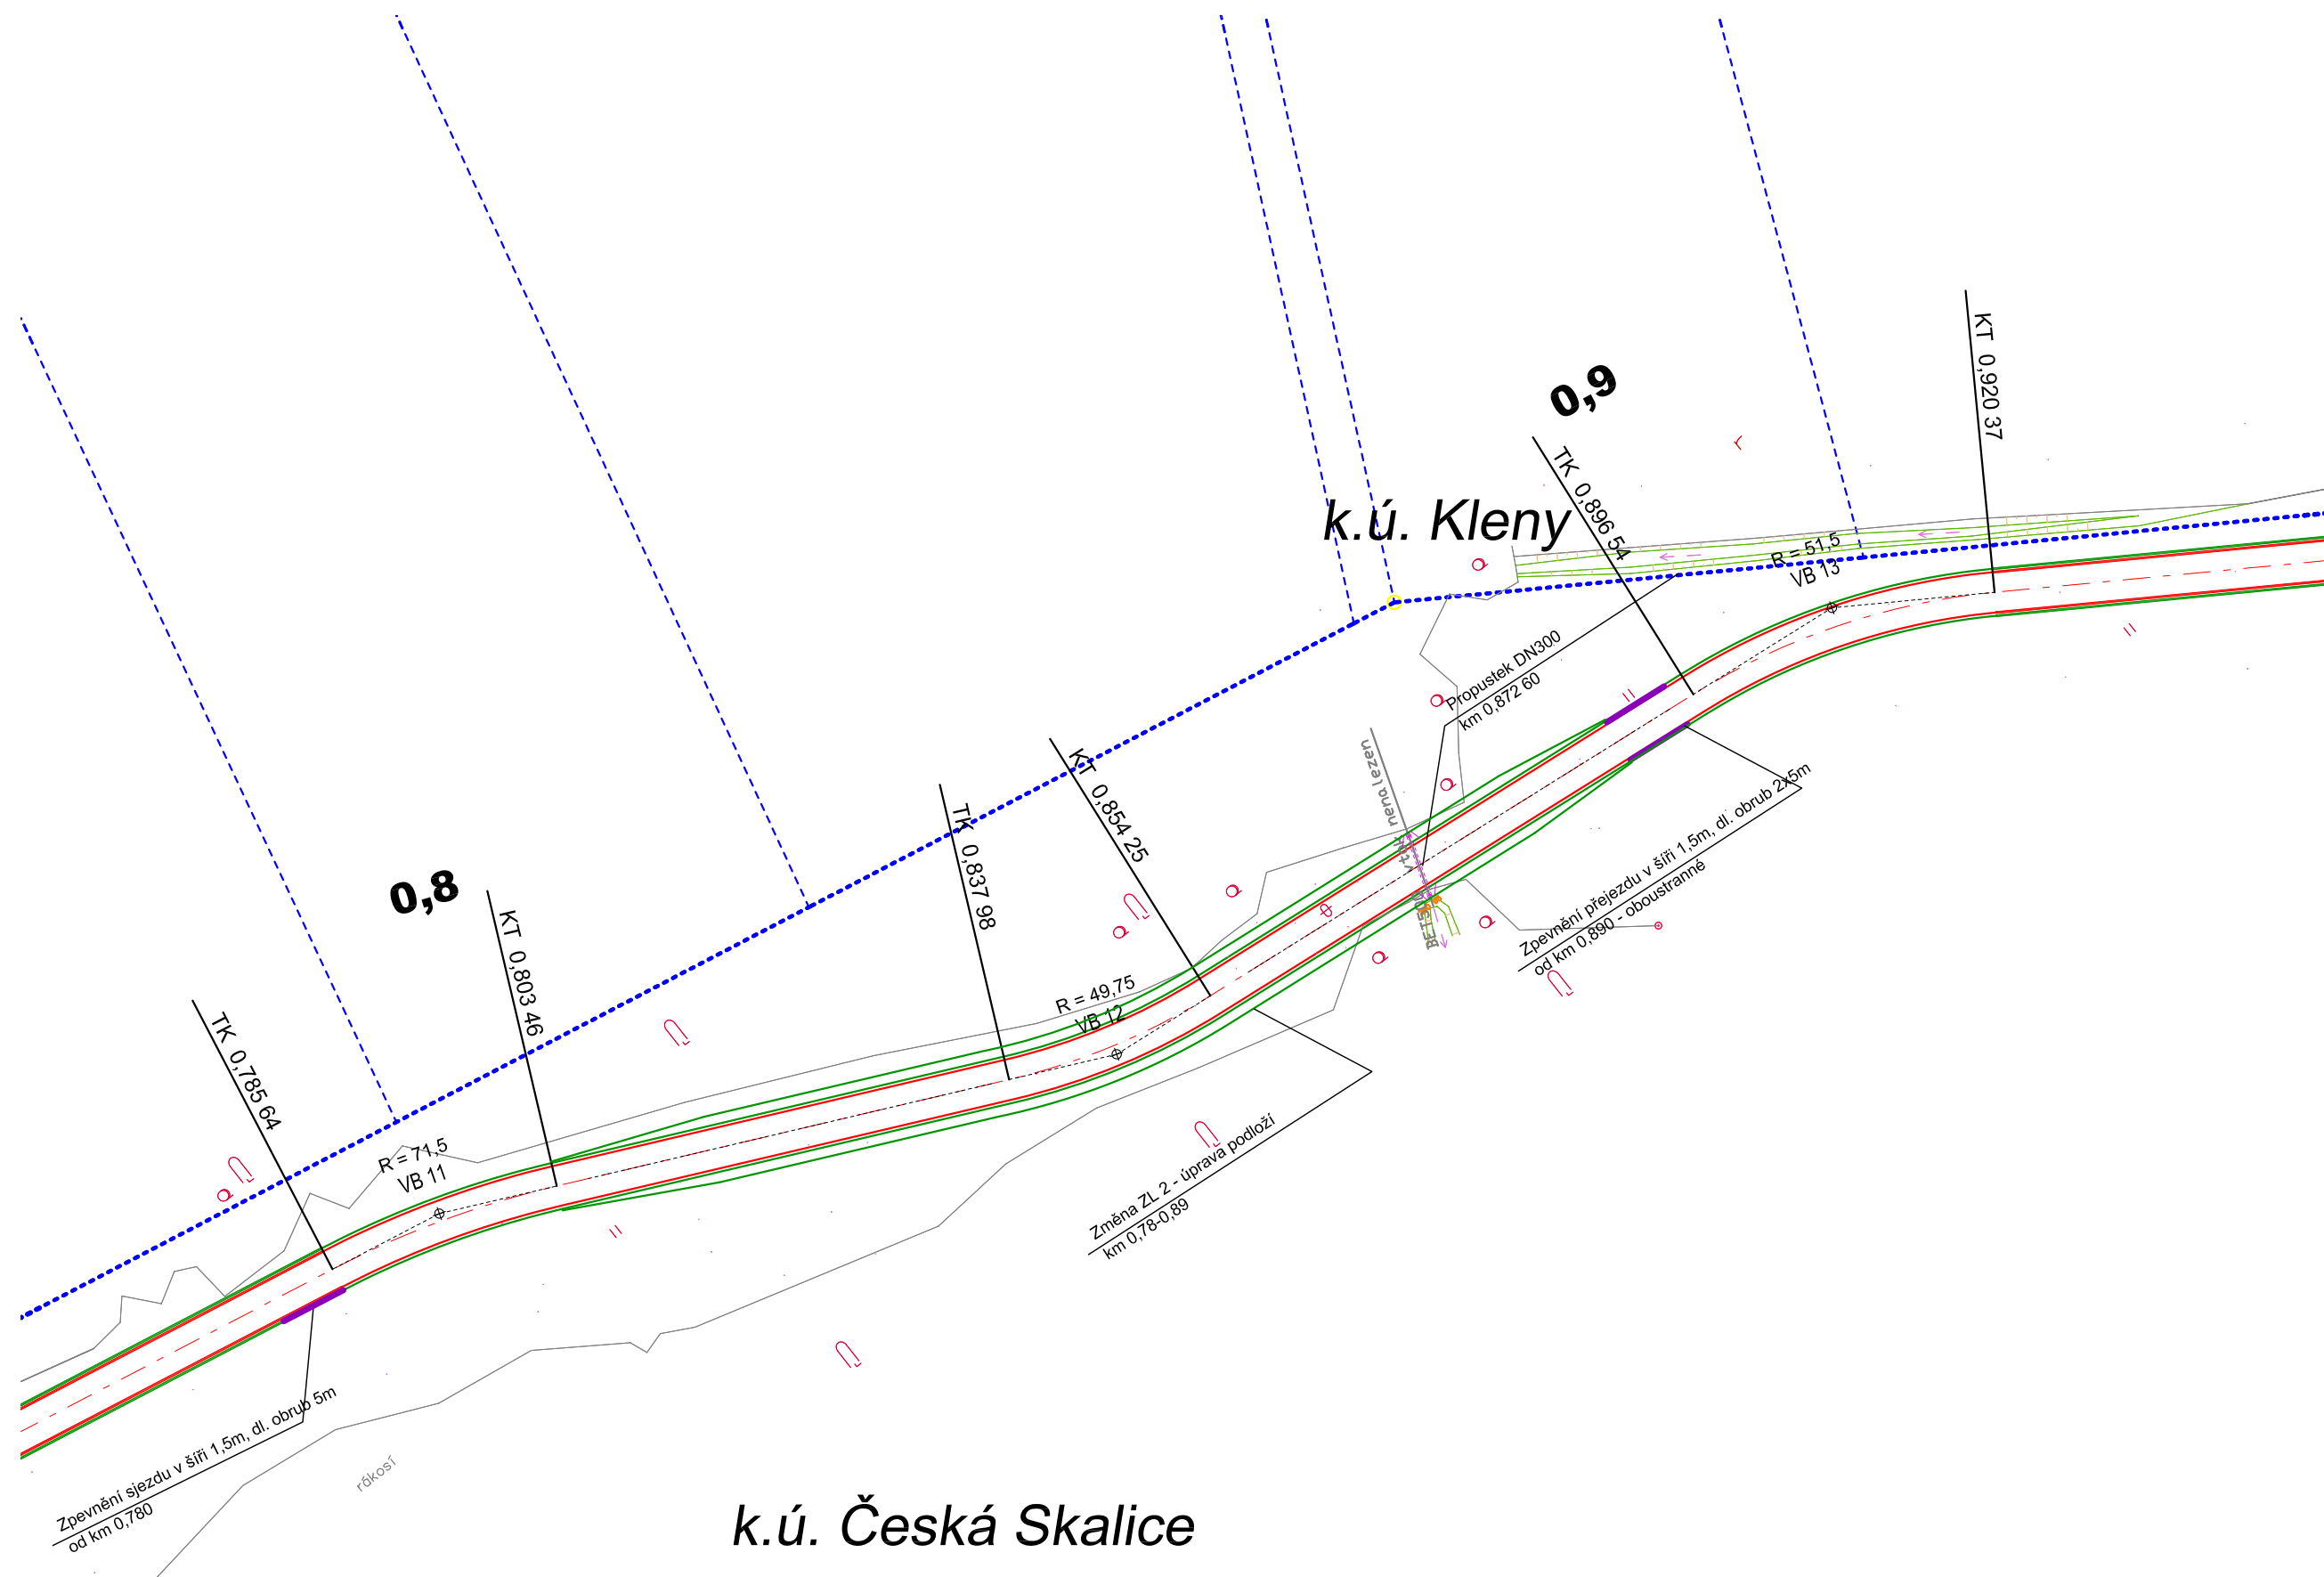 KT 0,920 37
0,9
TK 0,896 54
k.ú. Kleny
R = 51,5
VB 13
Propustek DN300
km 0,872 60
vtok nenalezen
KT 0,854 25
TK 0,837 98
Zpevnění přejezdu v šíři 1,5m, dl. obrub 2x5m
od km 0,890 - oboustranné
0,8
KT 0,803 46
R = 49,75
VB 12
TK 0,785 64
R = 71,5
VB 11
Změna ZL 2 - úprava podloží
km 0,78-0,89
Zpevnění sjezdu v šíři 1,5m, dl. obrub 5m
od km 0,780
rákosí
k.ú. Česká Skalice